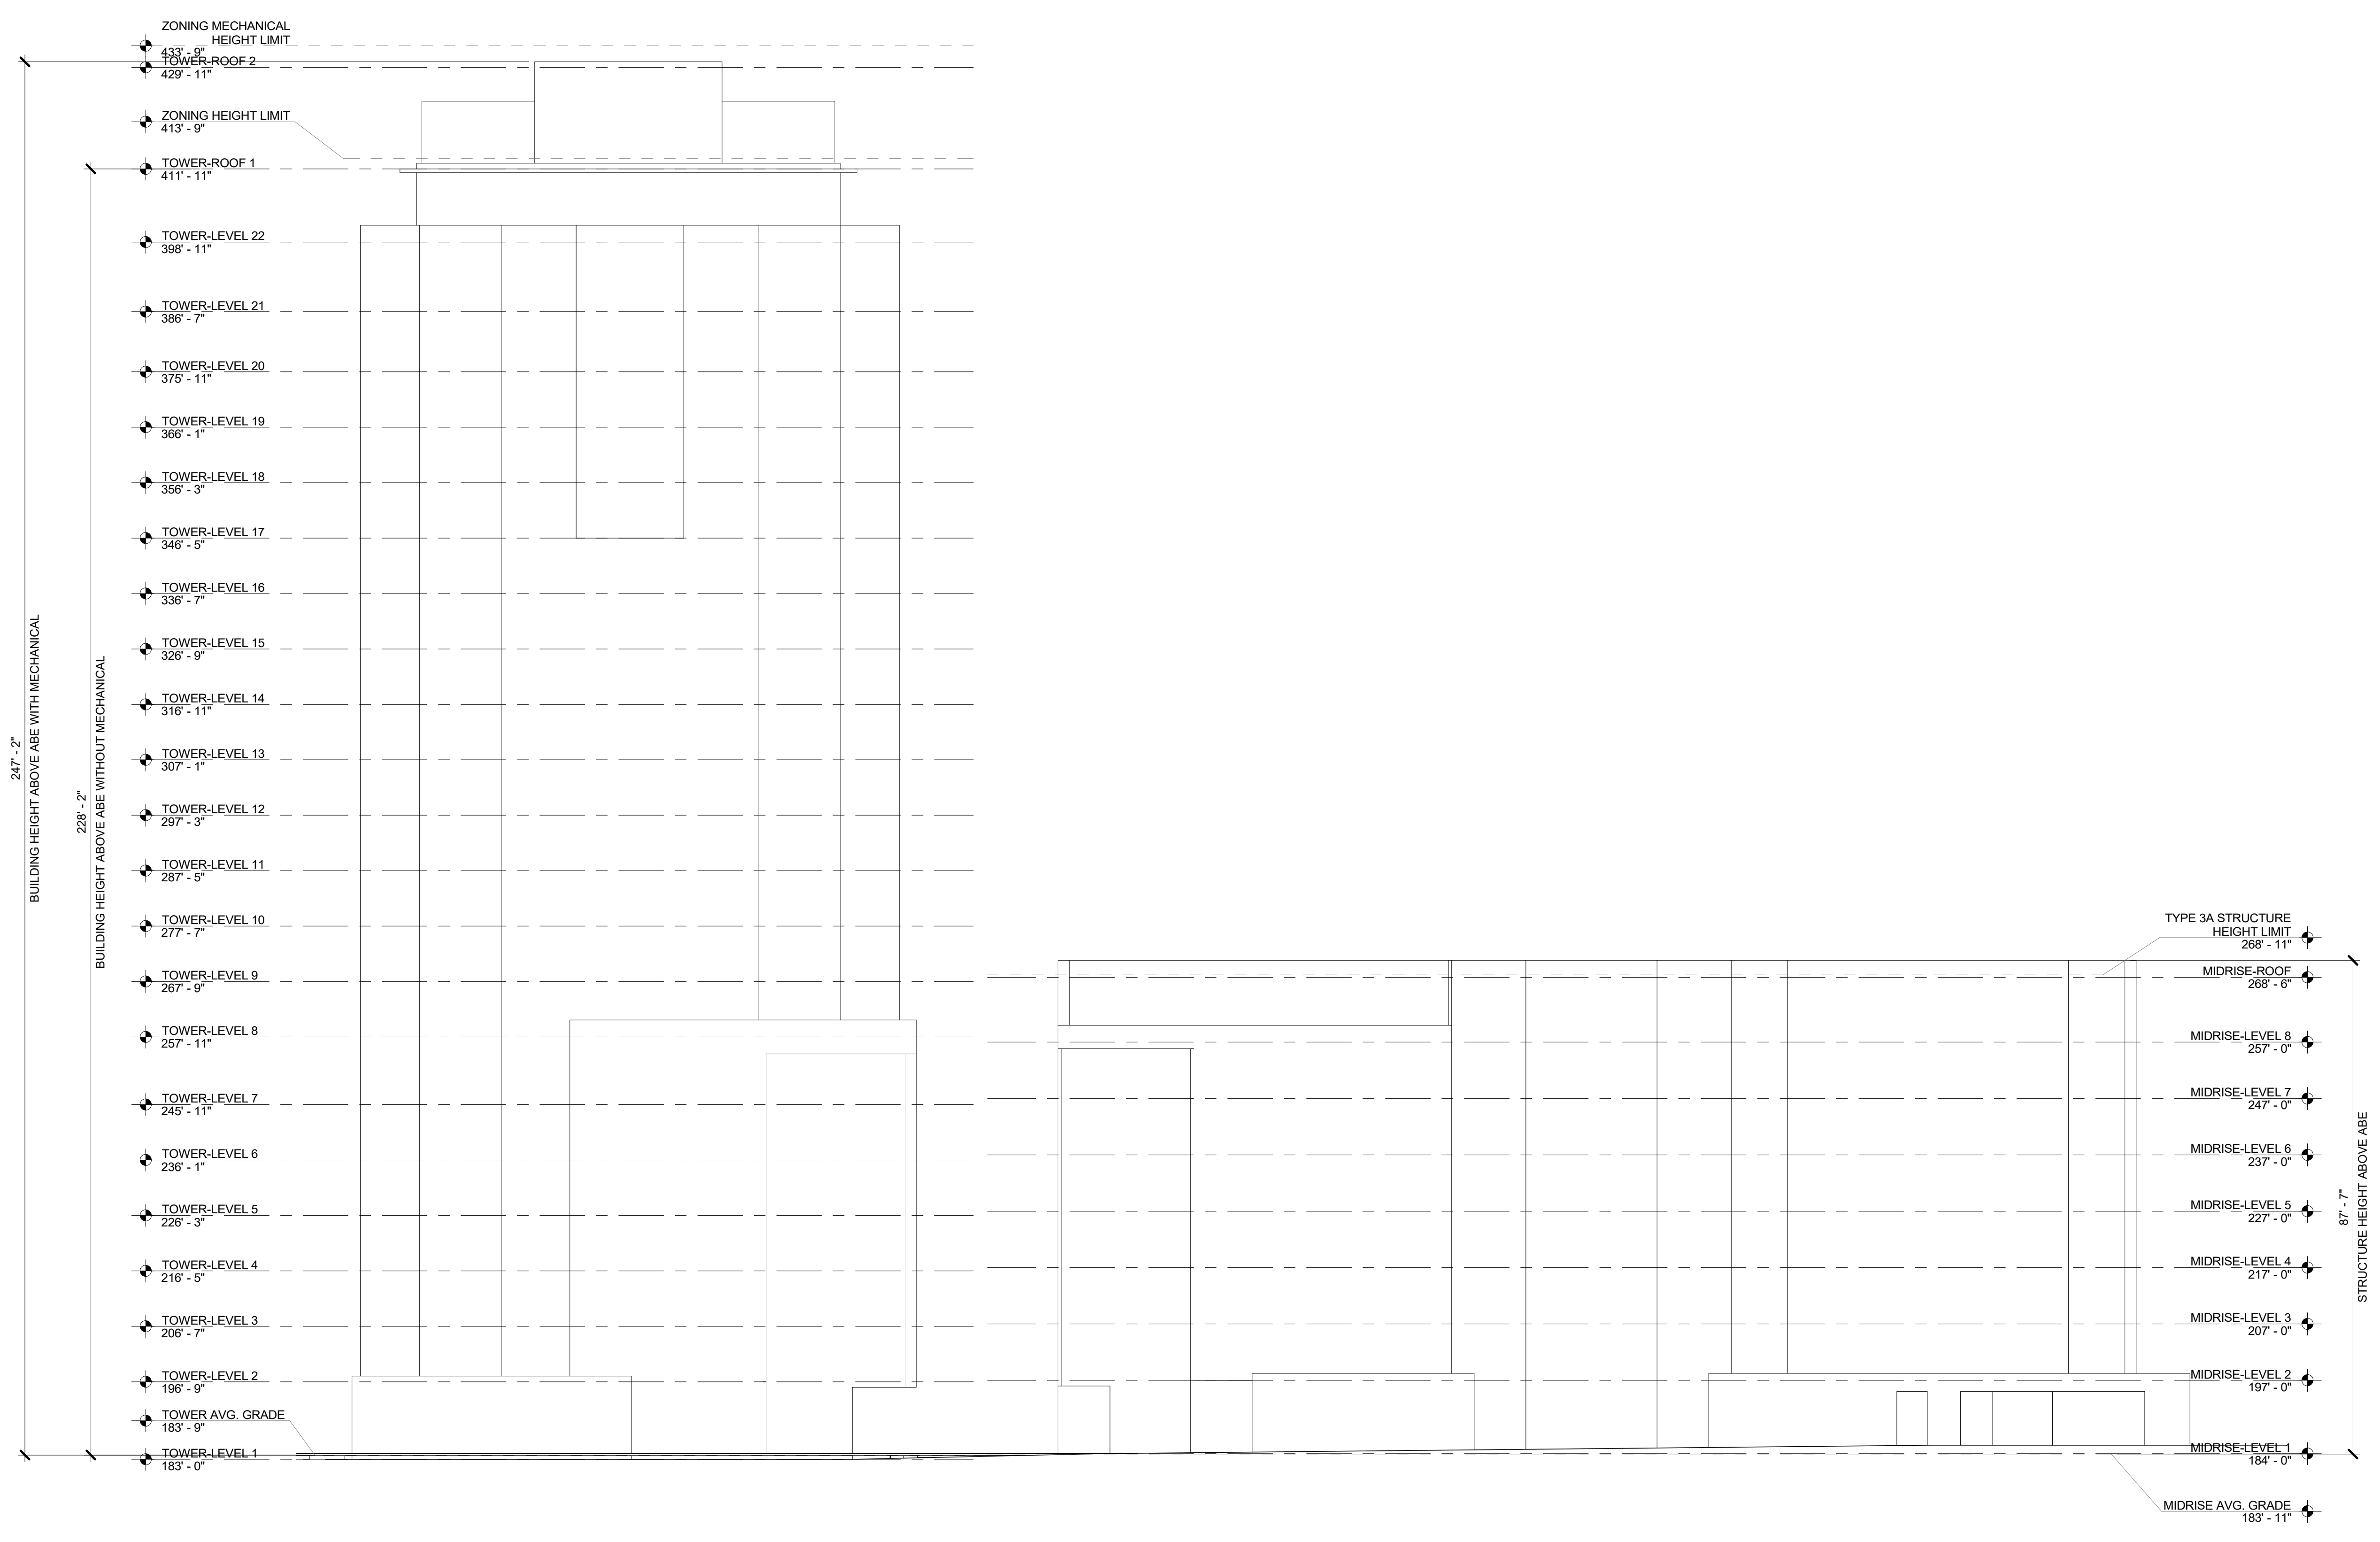 ZONING MECHANICAL
HEIGHT LIMIT
433' - 9"
TOWER-ROOF 2
429' - 11"
ZONING HEIGHT LIMIT
413' - 9"
TOWER-ROOF 1
411' - 11"
TOWER-LEVEL 22
398' - 11"
TOWER-LEVEL 21
386' - 7"
TOWER-LEVEL 20
375' - 11"
TOWER-LEVEL 19
366' - 1"
TOWER-LEVEL 18
356' - 3"
TOWER-LEVEL 17
346' - 5"
TOWER-LEVEL 16
336' - 7"
TOWER-LEVEL 15
326' - 9"
TOWER-LEVEL 14
316' - 11"
TOWER-LEVEL 13
307' - 1"
TOWER-LEVEL 12
297' - 3"
TOWER-LEVEL 11
287' - 5"
TOWER-LEVEL 10
277' - 7"
TOWER-LEVEL 9
267' - 9"
TOWER-LEVEL 8
257' - 11"
TOWER-LEVEL 7
245' - 11"
TOWER-LEVEL 6
236' - 1"
TOWER-LEVEL 5
226' - 3"
TOWER-LEVEL 4
216' - 5"
TOWER-LEVEL 3
206' - 7"
TOWER-LEVEL 2
196' - 9"
TOWER AVG. GRADE
183' - 9"
TOWER-LEVEL 1
183' - 0"
247' - 2"
BUILDING HEIGHT ABOVE ABE WITH MECHANICAL
228' - 2"
BUILDING HEIGHT ABOVE ABE WITHOUT MECHANICAL
TYPE 3A STRUCTURE
HEIGHT LIMIT
268' - 11"
MIDRISE-ROOF
268' - 6"
MIDRISE-LEVEL 8
257' - 0"
MIDRISE-LEVEL 7
247' - 0"
MIDRISE-LEVEL 6
237' - 0"
MIDRISE-LEVEL 5
227' - 0"
MIDRISE-LEVEL 4
217' - 0"
MIDRISE-LEVEL 3
207' - 0"
MIDRISE-LEVEL 2
197' - 0"
MIDRISE-LEVEL 1
184' - 0"
MIDRISE AVG. GRADE
183' - 11"
87' - 7"
STRUCTURE HEIGHT ABOVE ABE